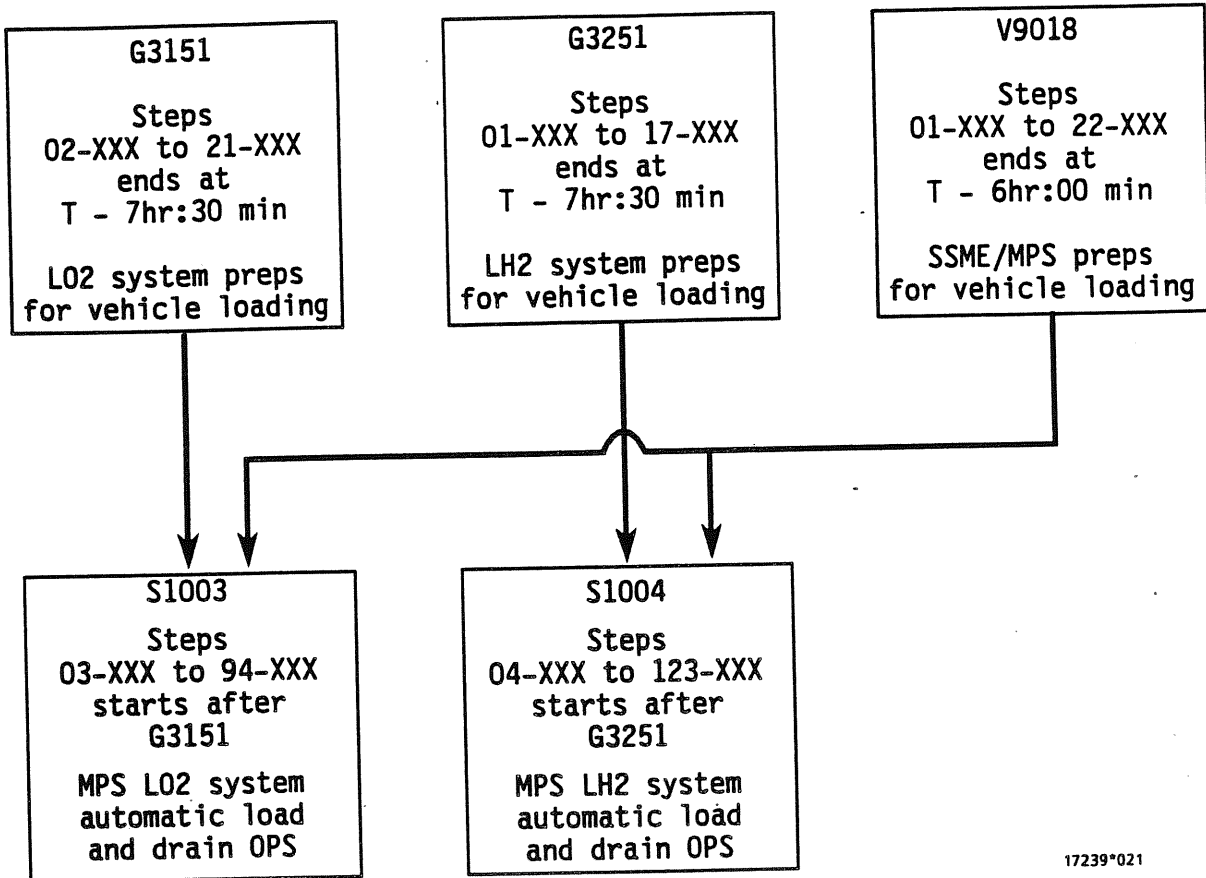 G3151
Steps
02-XXX to 21-XXX
ends at
T - 7hr:30 min
LO2 system preps
for vehicle loading
G3251
Steps
01-XXX to 17-XXX
ends at
T - 7hr:30 min
LH2 system preps
for vehicle loading
V9018
Steps
01-XXX to 22-XXX
ends at
T - 6hr:00 min
SSME/MPS preps
for vehicle loading
S1003
Steps
03-XXX to 94-XXX
starts after
G3151
MPS LO2 system
automatic load
and drain OPS
S1004
Steps
04-XXX to 123-XXX
starts after
G3251
MPS LH2 system
automatic load
and drain OPS
17239*021